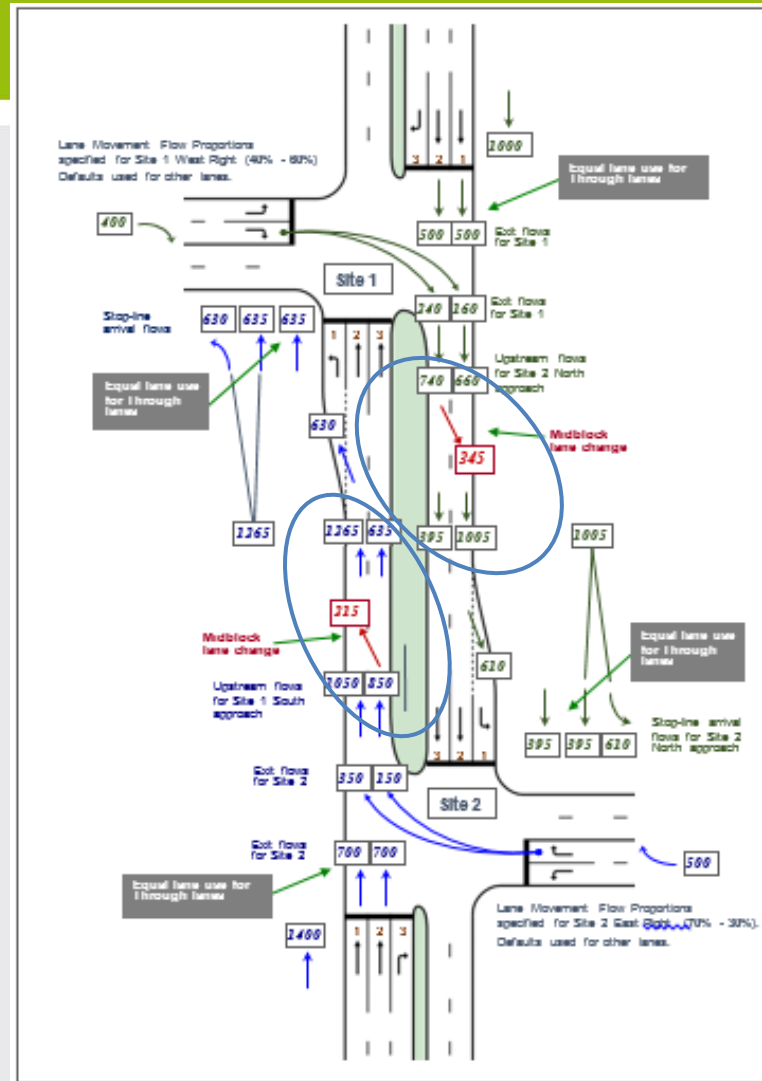 Lane Movement Flow Proportions
specified for Site 1 West Right (40% - 60%)
Defaults used for other lanes.
3 2 1
1000
Equal lane use for
Through lanes
400
500 500
Exit flows
for Site 1
Site 1
240 160
Exit flows
for Site 1
Stop-line
arrival flows
630 635 635
1 2 3
Upstream flows
for Site 2 North
approach
740 660
Equal lane use
for Through
lanes
630
Midblock
lane change
345
1265
1265 635
395 1005
1005
215
Midblock
lane change
Equal lane use
for Through
lanes
610
Upstream flows
for Site 1 South
approach
1050 850
395 395 610
Stop-line arrival
flows for Site 2
North approach
3 2 1
Exit flows
for Site 2
350 150
Site 2
Exit flows
for Site 2
700 700
500
Equal lane use for
Through lanes
Lane Movement Flow Proportions
specified for Site 2 East Right (70% - 30%).
Defaults used for other lanes.
1400
1 2 3